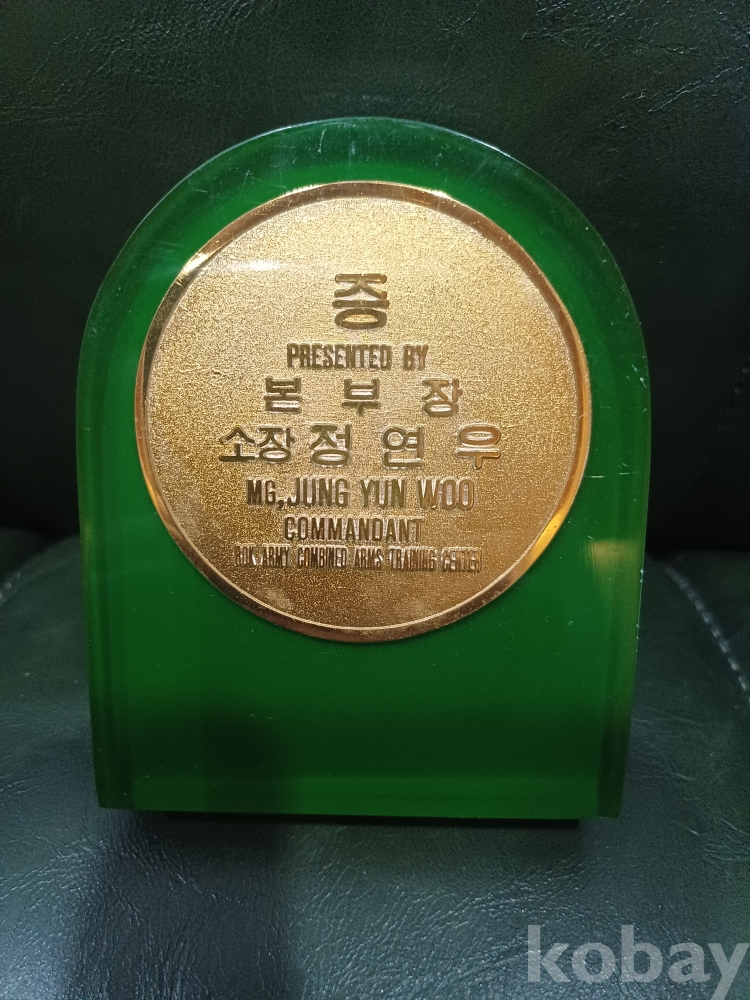 증
PRESENTED BY
본 부 장
소장 정 연 우
MG, JUNG YUN WOO
COMMANDANT
ROK ARMY COMBINED ARMS TRAINING CENTER
kobay